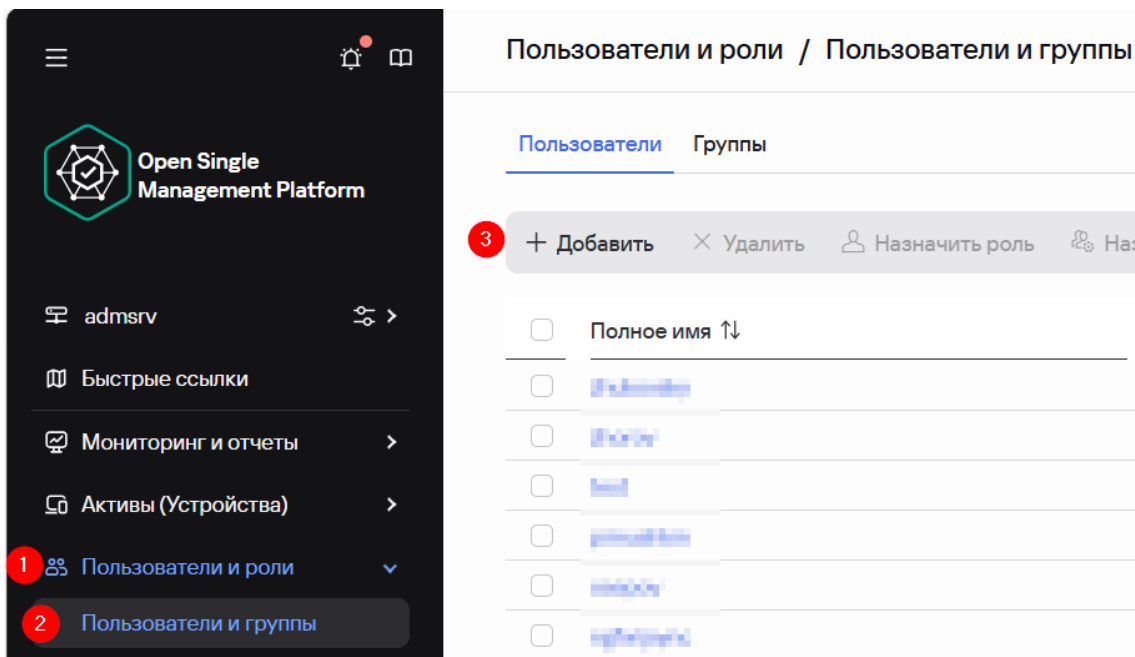 Пользователи и роли / Пользователи и группы
Open Single
Management Platform
Пользователи Группы
3 + Добавить Удалить Назначить роль Наз
admsrv
Полное имя
Быстрые ссылки
Мониторинг и отчеты
Активы (Устройства)
1 Пользователи и роли
2 Пользователи и группы